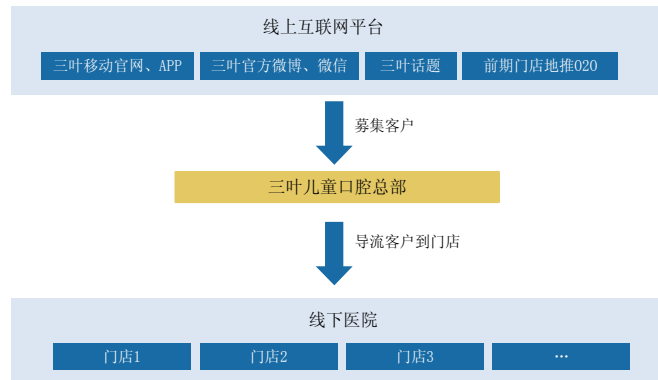 线上互联网平台
三叶移动官网、APP 三叶官方微博、微信 三叶话题 前期门店地推020
募集客户
三叶儿童口腔总部
导流客户到门店
线下医院
门店1 门店2 门店3 …